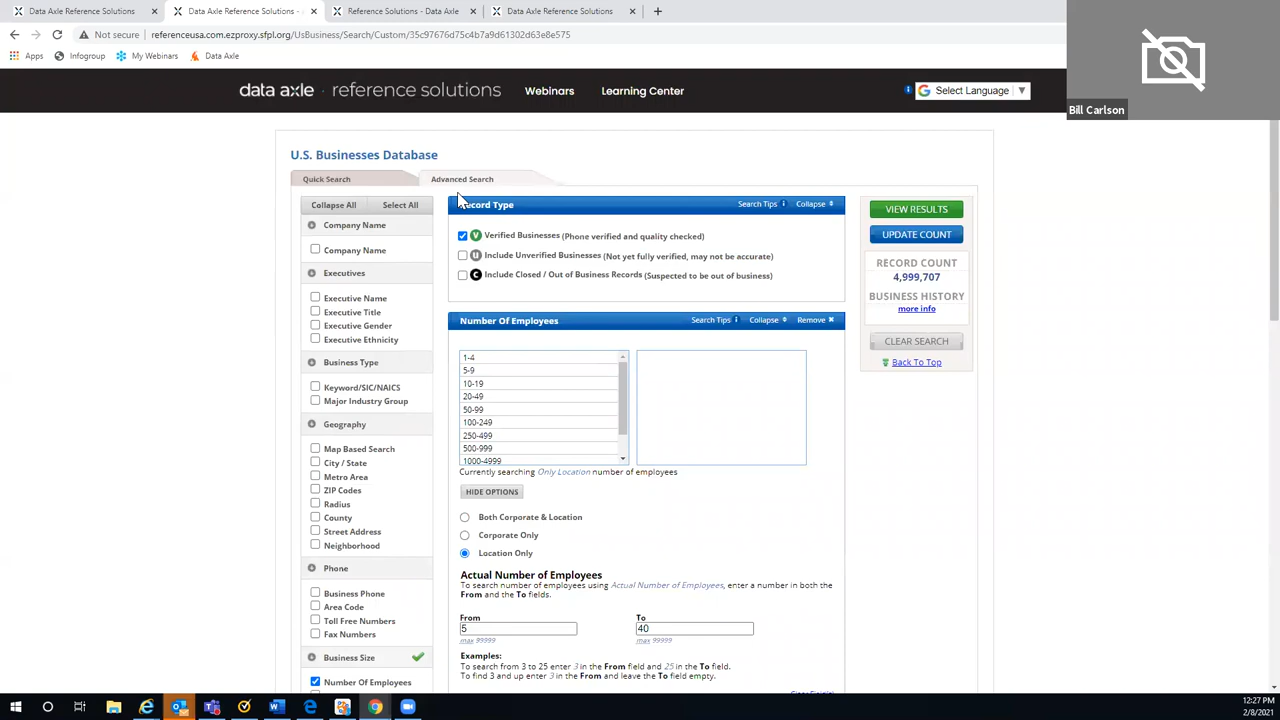 Data Axle Reference Solutions
Data Axle Reference Solutions -
Reference Solutions - Data Axle
Data Axle Reference Solutions
Not secure
referenceusa.com.ezproxy.sfpl.org/UsBusiness/Search/Custom/35c97676d75c4b7a9d61302d63e8e575
Apps
Infogroup
My Webinars
Data Axle
Bill Carlson
data axle reference solutions
Webinars
Learning Center
Select Language
U.S. Businesses Database
Quick Search
Advanced Search
Collapse All
Select All
Company Name
Company Name
Executives
Executive Name
Executive Title
Executive Gender
Executive Ethnicity
Business Type
Keyword/SIC/NAICS
Major Industry Group
Geography
Map Based Search
City / State
Metro Area
ZIP Codes
Radius
County
Street Address
Neighborhood
Phone
Business Phone
Area Code
Toll Free Numbers
Fax Numbers
Business Size
Number Of Employees
Record Type
Search Tips
Collapse
V Verified Businesses (Phone verified and quality checked)
U Include Unverified Businesses (Not yet fully verified, may not be accurate)
C Include Closed / Out of Business Records (Suspected to be out of business)
Number Of Employees
Search Tips
Collapse
Remove
1-4
5-9
10-19
20-49
50-99
100-249
250-499
500-999
1000-4999
Currently searching Only Location number of employees
HIDE OPTIONS
Both Corporate & Location
Corporate Only
Location Only
Actual Number of Employees
To search number of employees using Actual Number of Employees, enter a number in both the
From and the To fields.
From
To
5
40
max 99999
max 99999
Examples:
To search from 3 to 25 enter 3 in the From field and 25 in the To field.
To find 3 and up enter 3 in the From and leave the To field empty.
VIEW RESULTS
UPDATE COUNT
RECORD COUNT
4,999,707
BUSINESS HISTORY
more info
CLEAR SEARCH
Back To Top
12:27 PM
2/8/2021